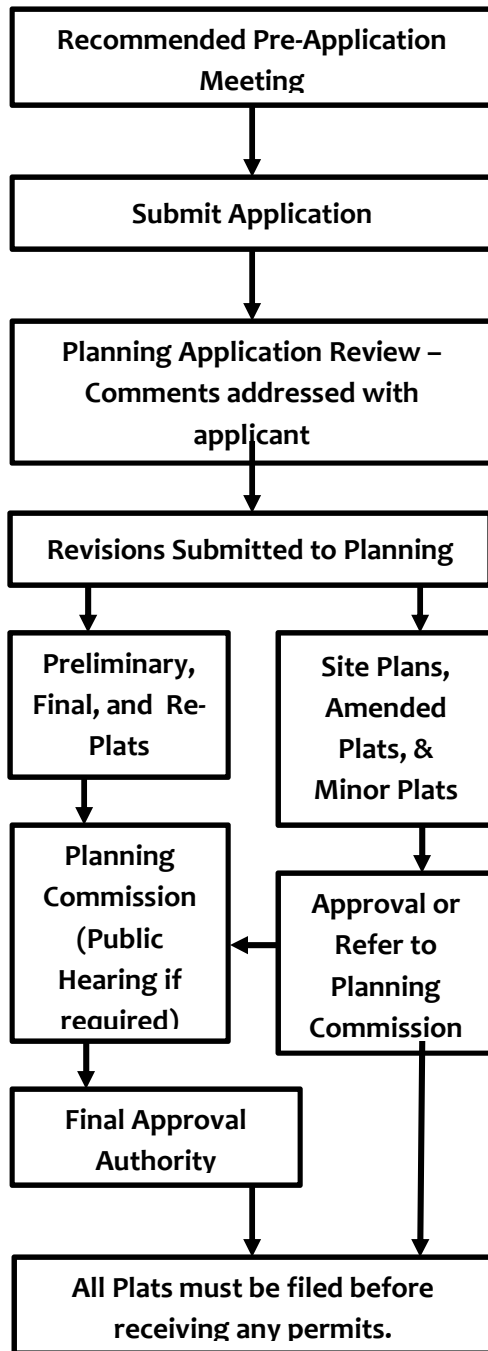 Recommended Pre-Application
Meeting
Submit Application
Planning Application Review –
Comments addressed with
applicant
Revisions Submitted to Planning
Preliminary,
Final, and Re-
Plats
Planning
Commission
(Public
Hearing if
required)
Final Approval
Authority
Site Plans,
Amended
Plats, &
Minor Plats
Approval or
Refer to
Planning
Commission
All Plats must be filed before
receiving any permits.